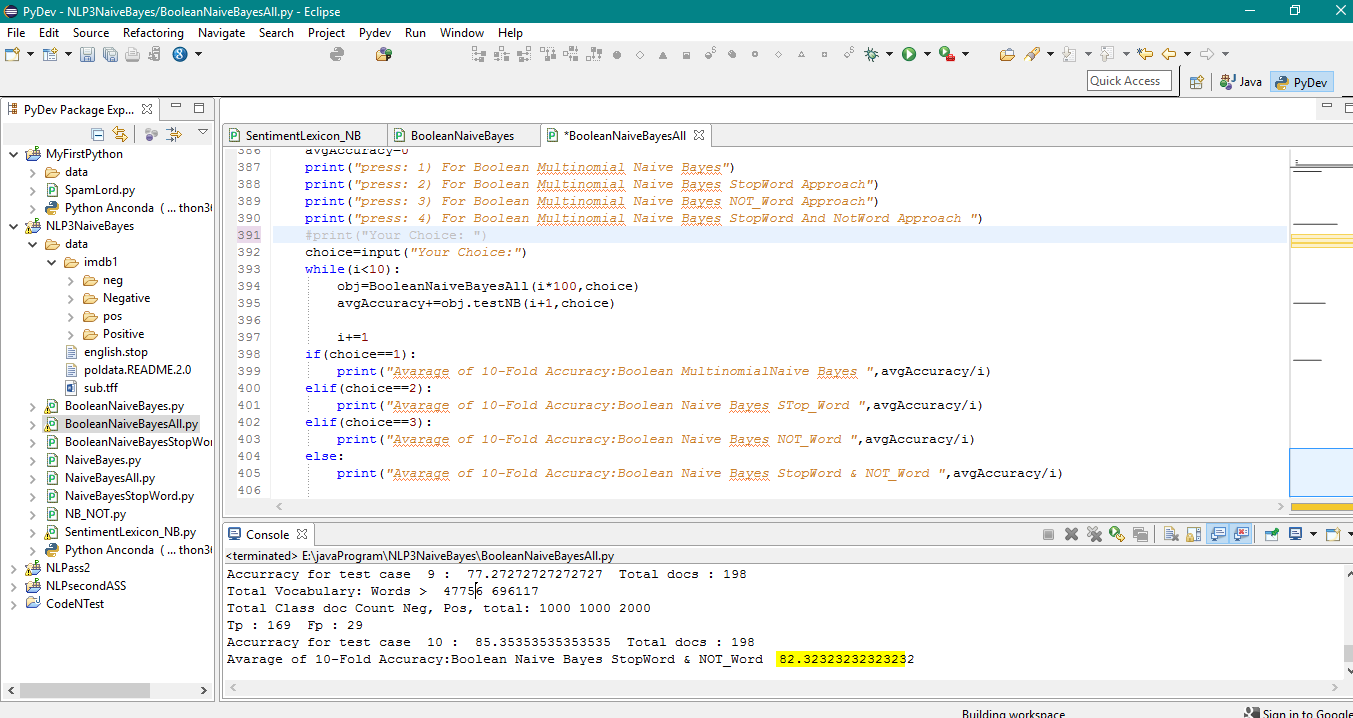 PyDev - NLP3NaiveBayes/BooleanNaiveBayesAll.py - Eclipse
File Edit Source Refactoring Navigate Search Project Pydev Run Window Help
Quick Access
Java
PyDev
PyDev Package Exp...
MyFirstPython
data
SpamLord.py
Python Anconda ( ... thon36
NLP3NaiveBayes
data
imdb1
neg
Negative
pos
Positive
english.stop
poldata.README.2.0
sub.tff
BooleanNaiveBayes.py
BooleanNaiveBayesAll.py
BooleanNaiveBayesStopWor
NaiveBayes.py
NaiveBayesAll.py
NaiveBayesStopWord.py
NB_NOT.py
SentimentLexicon_NB.py
Python Anconda ( ... thon36
NLPass2
NLPsecondASS
CodeNTest
SentimentLexicon_NB
BooleanNaiveBayes
*BooleanNaiveBayesAll
386 avgAccuracy=0
387 print("press: 1) For Boolean Multinomial Naive Bayes")
388 print("press: 2) For Boolean Multinomial Naive Bayes StopWord Approach")
389 print("press: 3) For Boolean Multinomial Naive Bayes NOT_Word Approach")
390 print("press: 4) For Boolean Multinomial Naive Bayes StopWord And NotWord Approach ")
391 #print("Your Choice: ")
392 choice=input("Your Choice:")
393 while(i<10):
394 obj=BooleanNaiveBayesAll(i*100,choice)
395 avgAccuracy+=obj.testNB(i+1,choice)
396
397 i+=1
398 if(choice==1):
399 print("Avarage of 10-Fold Accuracy:Boolean MultinomialNaive Bayes ",avgAccuracy/i)
400 elif(choice==2):
401 print("Avarage of 10-Fold Accuracy:Boolean Naive Bayes STop_Word ",avgAccuracy/i)
402 elif(choice==3):
403 print("Avarage of 10-Fold Accuracy:Boolean Naive Bayes NOT_Word ",avgAccuracy/i)
404 else:
405 print("Avarage of 10-Fold Accuracy:Boolean Naive Bayes StopWord & NOT_Word ",avgAccuracy/i)
406
Console
<terminated> E:\javaProgram\NLP3NaiveBayes\BooleanNaiveBayesAll.py
Accurracy for test case 9 : 77.27272727272727 Total docs : 198
Total Vocabulary: Words > 47756 696117
Total Class doc Count Neg, Pos, total: 1000 1000 2000
Tp : 169 Fp : 29
Accurracy for test case 10 : 85.35353535353535 Total docs : 198
Avarage of 10-Fold Accuracy:Boolean Naive Bayes StopWord & NOT_Word 82.32323232323232
Building workspace
Sign in to Google